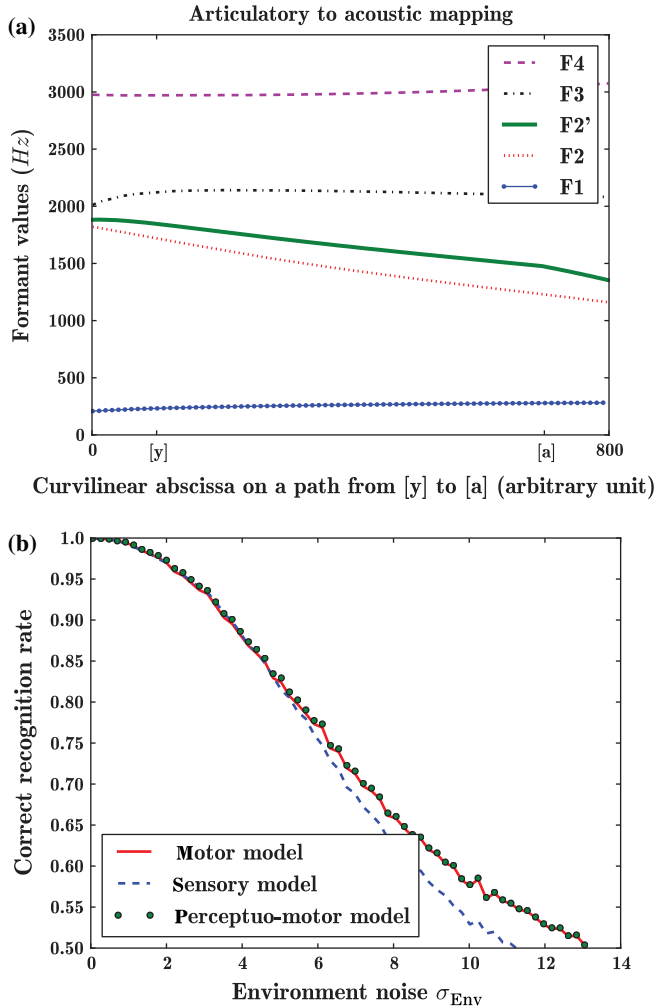 Articulatory to acoustic mapping
(a)
3500
3000
2500
2000
1500
1000
500
0
Formant values (Hz)
F4
F3
F2'
F2
F1
0 [y] [a] 800
Curvilinear abscissa on a path from [y] to [a] (arbitrary unit)
(b)
1.0
0.95
0.90
0.85
0.80
0.75
0.70
0.65
0.60
0.55
0.50
Correct recognition rate
Motor model
Sensory model
Perceptuo-motor model
0 2 4 6 8 10 12 14
Environment noise σEnv